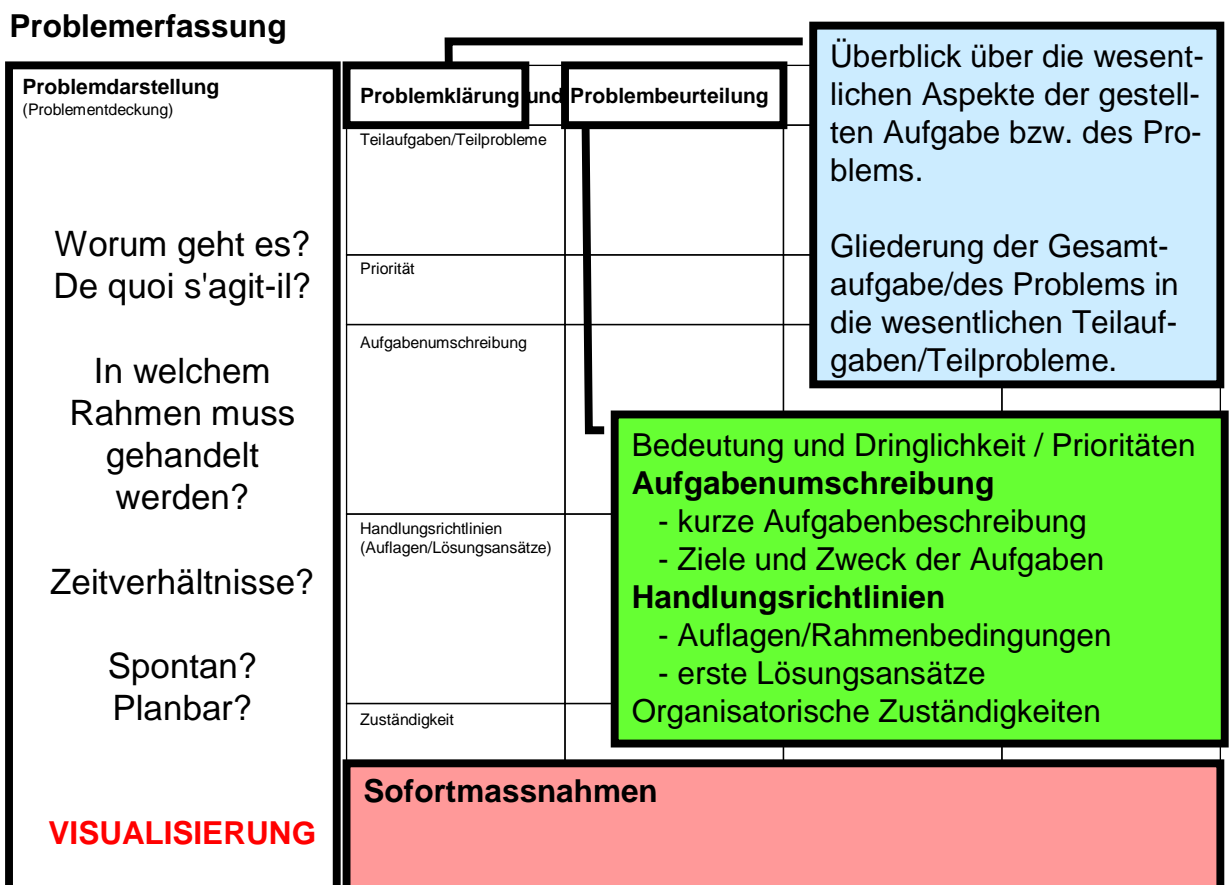 Problemerfassung
Problemdarstellung
(Problementdeckung)
Worum geht es?
De quoi s'agit-il?
In welchem
Rahmen muss
gehandelt
werden?
Zeitverhältnisse?
Spontan?
Planbar?
VISUALISIERUNG
Problemklärung und Problembeurteilung
Teilaufgaben/Teilprobleme
Priorität
Aufgabenumschreibung
Handlungsrichtlinien
(Auflagen/Lösungsansätze)
Zuständigkeit
Überblick über die wesent-
lichen Aspekte der gestell-
ten Aufgabe bzw. des Pro-
blems.
Gliederung der Gesamt-
aufgabe/des Problems in
die wesentlichen Teilauf-
gaben/Teilprobleme.
Bedeutung und Dringlichkeit / Prioritäten
Aufgabenumschreibung
- kurze Aufgabenbeschreibung
- Ziele und Zweck der Aufgaben
Handlungsrichtlinien
- Auflagen/Rahmenbedingungen
- erste Lösungsansätze
Organisatorische Zuständigkeiten
Sofortmassnahmen